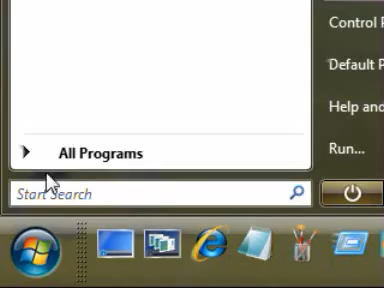 Control P
Default P
Help and
Run...
All Programs
Start Search